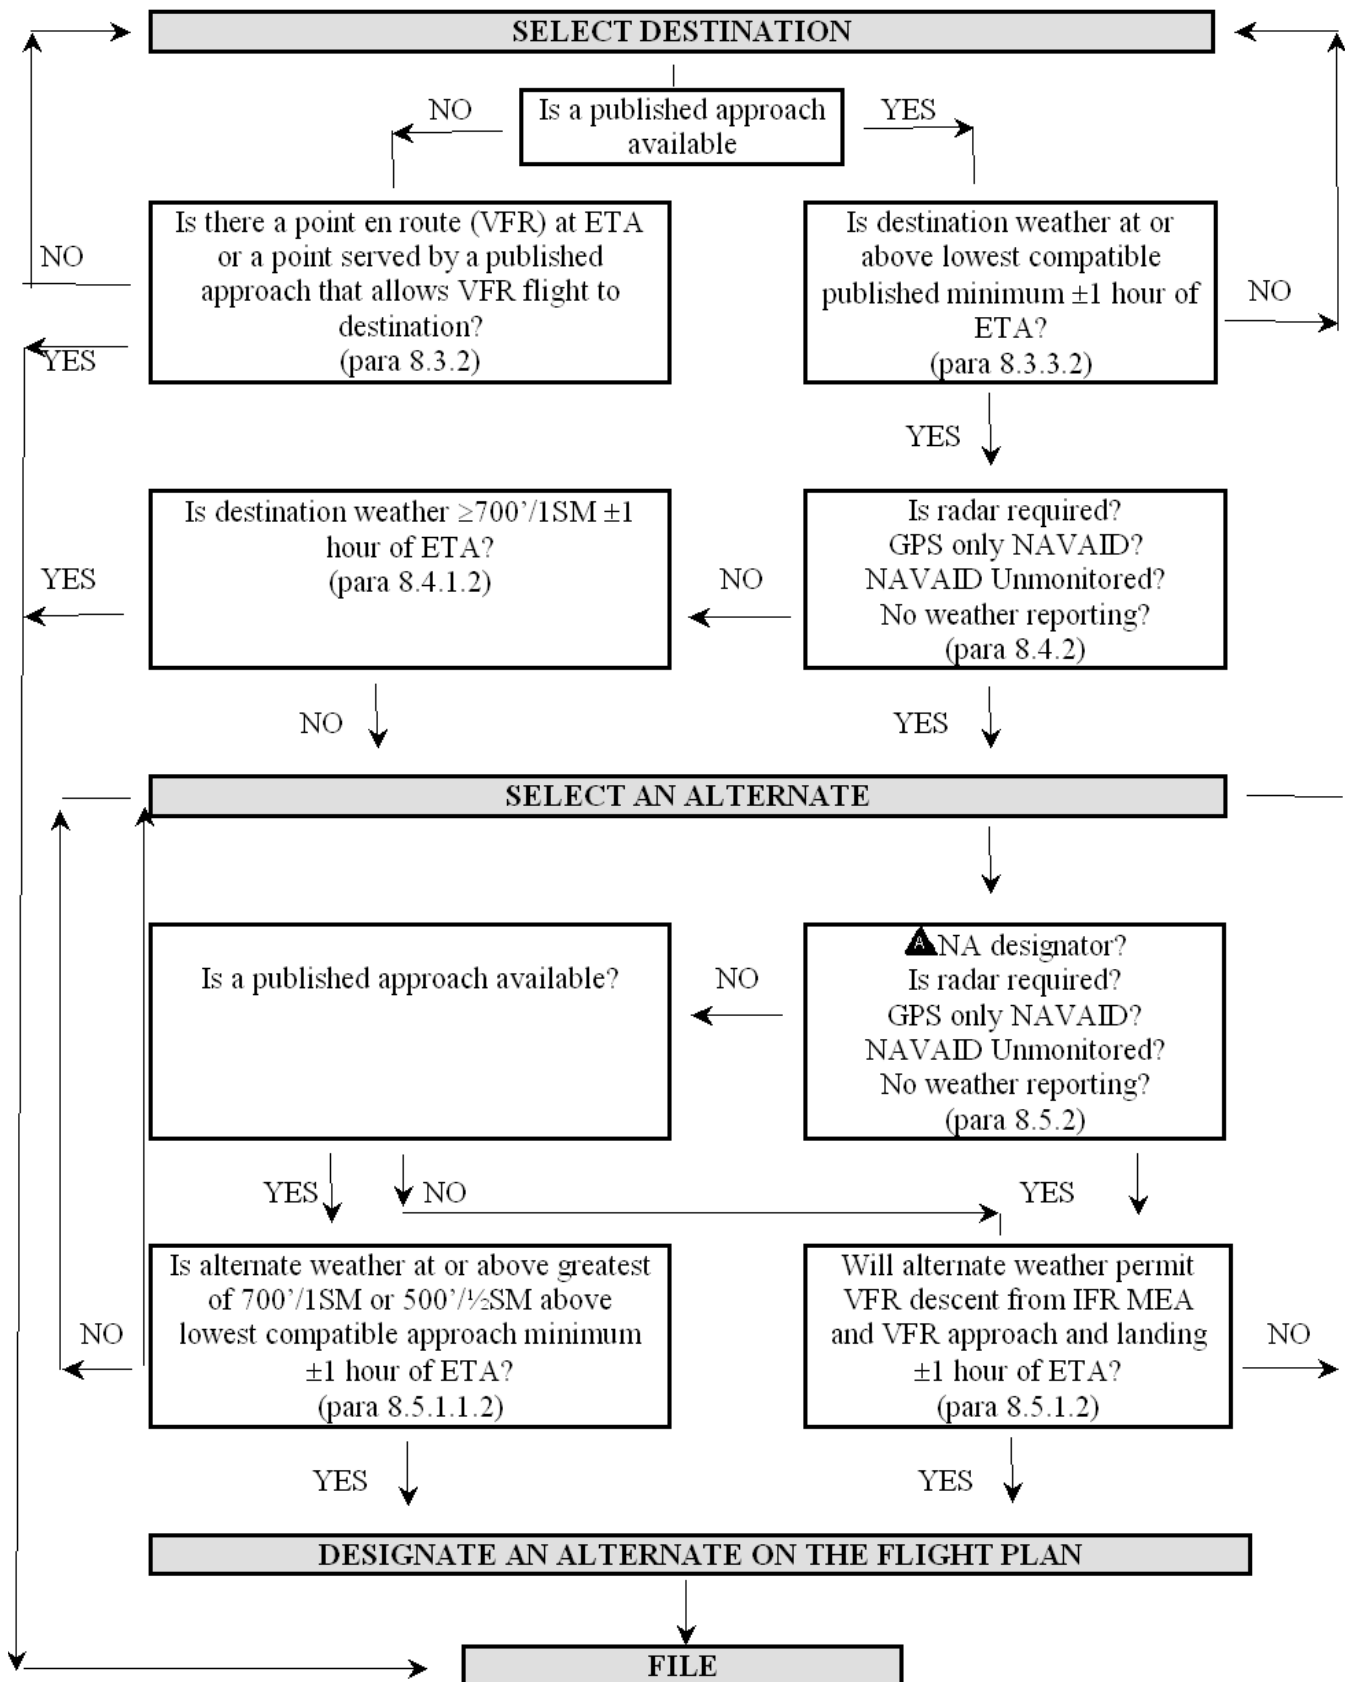 SELECT DESTINATION
NO
Is a published approach
available
YES
Is there a point en route (VFR) at ETA
or a point served by a published
approach that allows VFR flight to
destination?
(para 8.3.2)
NO
YES
Is destination weather at or
above lowest compatible
published minimum ±1 hour of
ETA?
(para 8.3.3.2)
NO
YES
Is destination weather ≥700’/1SM ±1
hour of ETA?
(para 8.4.1.2)
YES
NO
Is radar required?
GPS only NAVAID?
NAVAID Unmonitored?
No weather reporting?
(para 8.4.2)
NO
YES
SELECT AN ALTERNATE
Is a published approach available?
NO
A NA designator?
Is radar required?
GPS only NAVAID?
NAVAID Unmonitored?
No weather reporting?
(para 8.5.2)
YES
NO
YES
Is alternate weather at or above greatest
of 700’/1SM or 500’/½SM above
lowest compatible approach minimum
±1 hour of ETA?
(para 8.5.1.1.2)
NO
Will alternate weather permit
VFR descent from IFR MEA
and VFR approach and landing
±1 hour of ETA?
(para 8.5.1.2)
NO
YES
YES
DESIGNATE AN ALTERNATE ON THE FLIGHT PLAN
FILE